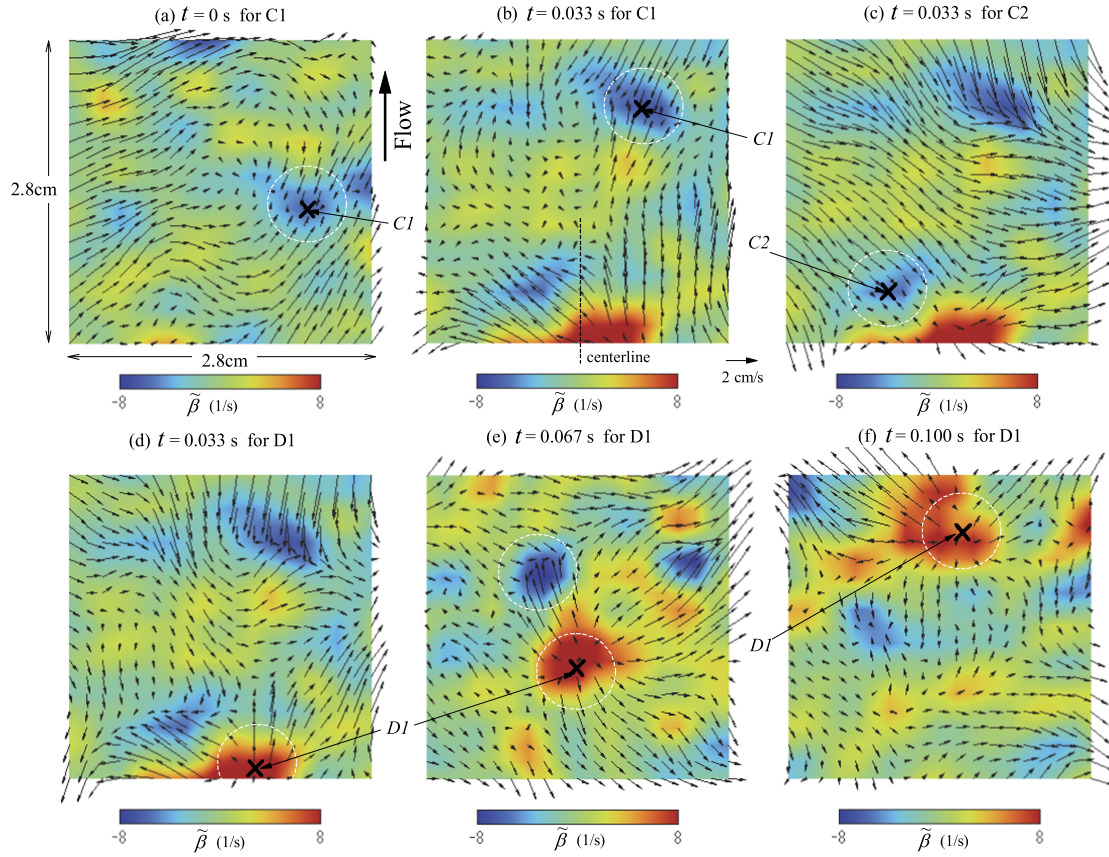 (a) t = 0 s for C1
(b) t = 0.033 s for C1
(c) t = 0.033 s for C2
Flow
2.8cm
C1
C1
C2
centerline
2.8cm
2 cm/s
-8 8
β̃ (1/s)
-8 8
β̃ (1/s)
-8 8
β̃ (1/s)
(d) t = 0.033 s for D1
(e) t = 0.067 s for D1
(f) t = 0.100 s for D1
D1
D1
-8 8
β̃ (1/s)
-8 8
β̃ (1/s)
-8 8
β̃ (1/s)